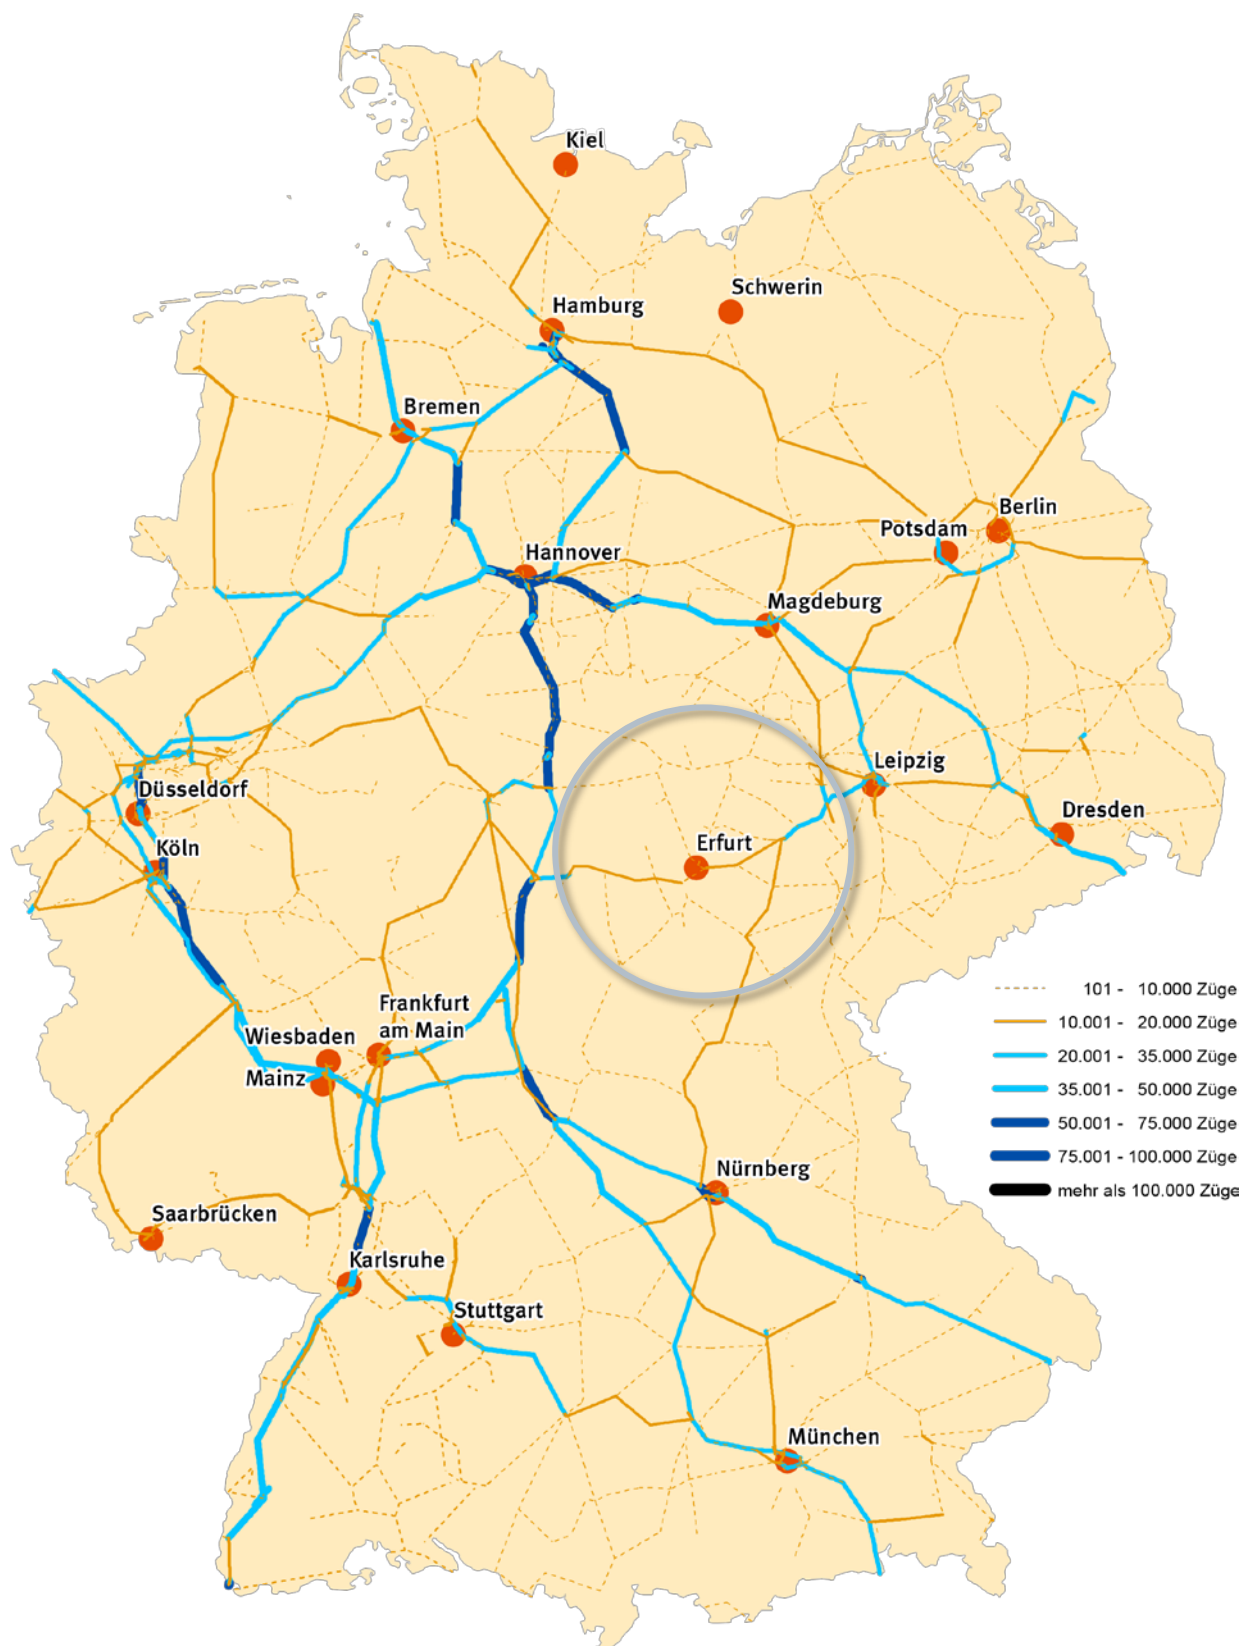 Kiel
Schwerin
Hamburg
Bremen
Berlin
Potsdam
Hannover
Magdeburg
Leipzig
Düsseldorf
Dresden
Erfurt
Köln
101 - 10.000 Züge
Frankfurt
am Main
10.001 - 20.000 Züge
Wiesbaden
20.001 - 35.000 Züge
Mainz
35.001 - 50.000 Züge
50.001 - 75.000 Züge
75.001 - 100.000 Züge
Nürnberg
mehr als 100.000 Züge
Saarbrücken
Karlsruhe
Stuttgart
München